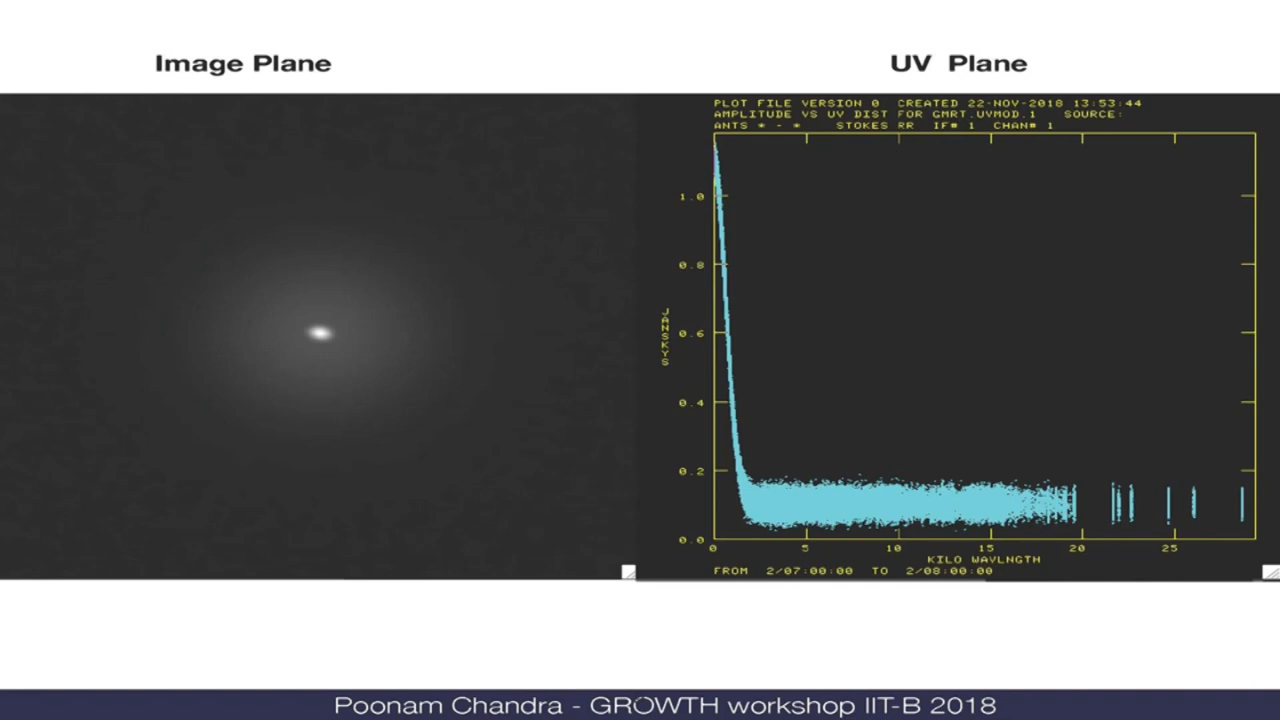 Image Plane
UV Plane
PLOT FILE VERSION 0 CREATED 22-NOV-2018 13:53:44
AMPLITUDE VS UV DIST FOR GMRT.UVMOD.1 SOURCE:
ANTS * - * STOKES RR IF# 1 CHAN# 1
1.0
0.8
0.6
0.4
0.2
0.0
JANSKYS
0 5 10 15 20 25
KILO WAVLNGTH
FROM 2/07:00:00 TO 2/08:00:00
Poonam Chandra - GROWTH workshop IIT-B 2018